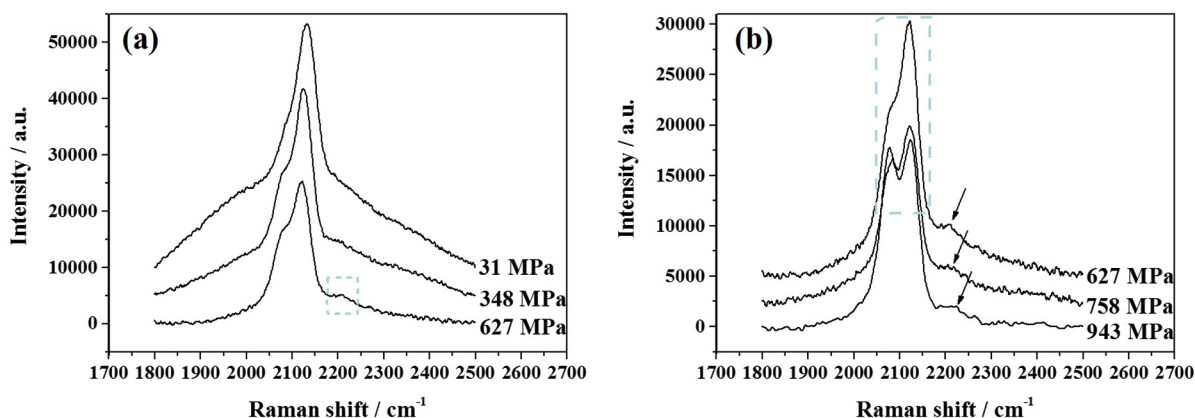 (a)
50000
40000
30000
20000
10000
0
Intensity / a.u.
31 MPa
348 MPa
627 MPa
1700 1800 1900 2000 2100 2200 2300 2400 2500 2600 2700
Raman shift / cm⁻¹
(b)
30000
25000
20000
15000
10000
5000
0
Intensity / a.u.
627 MPa
758 MPa
943 MPa
1700 1800 1900 2000 2100 2200 2300 2400 2500 2600 2700
Raman shift / cm⁻¹